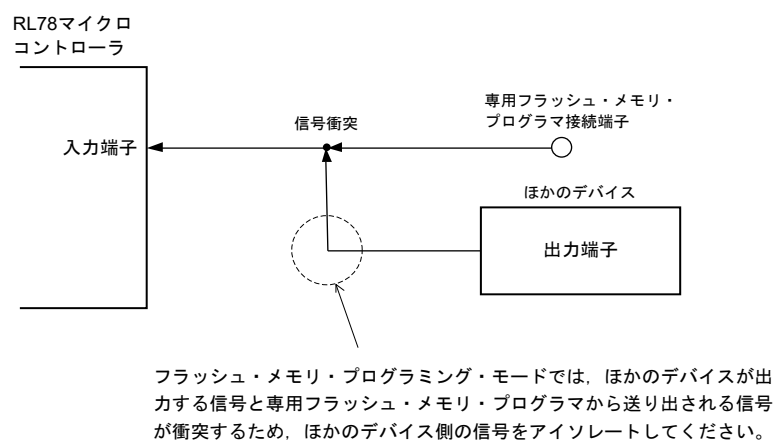 RL78マイクロ
コントローラ
専用フラッシュ・メモリ・
プログラマ接続端子
信号衝突
入力端子
ほかのデバイス
出力端子
フラッシュ・メモリ・プログラミング・モードでは，ほかのデバイスが出
力する信号と専用フラッシュ・メモリ・プログラマから送り出される信号
が衝突するため，ほかのデバイス側の信号をアイソレートしてください。